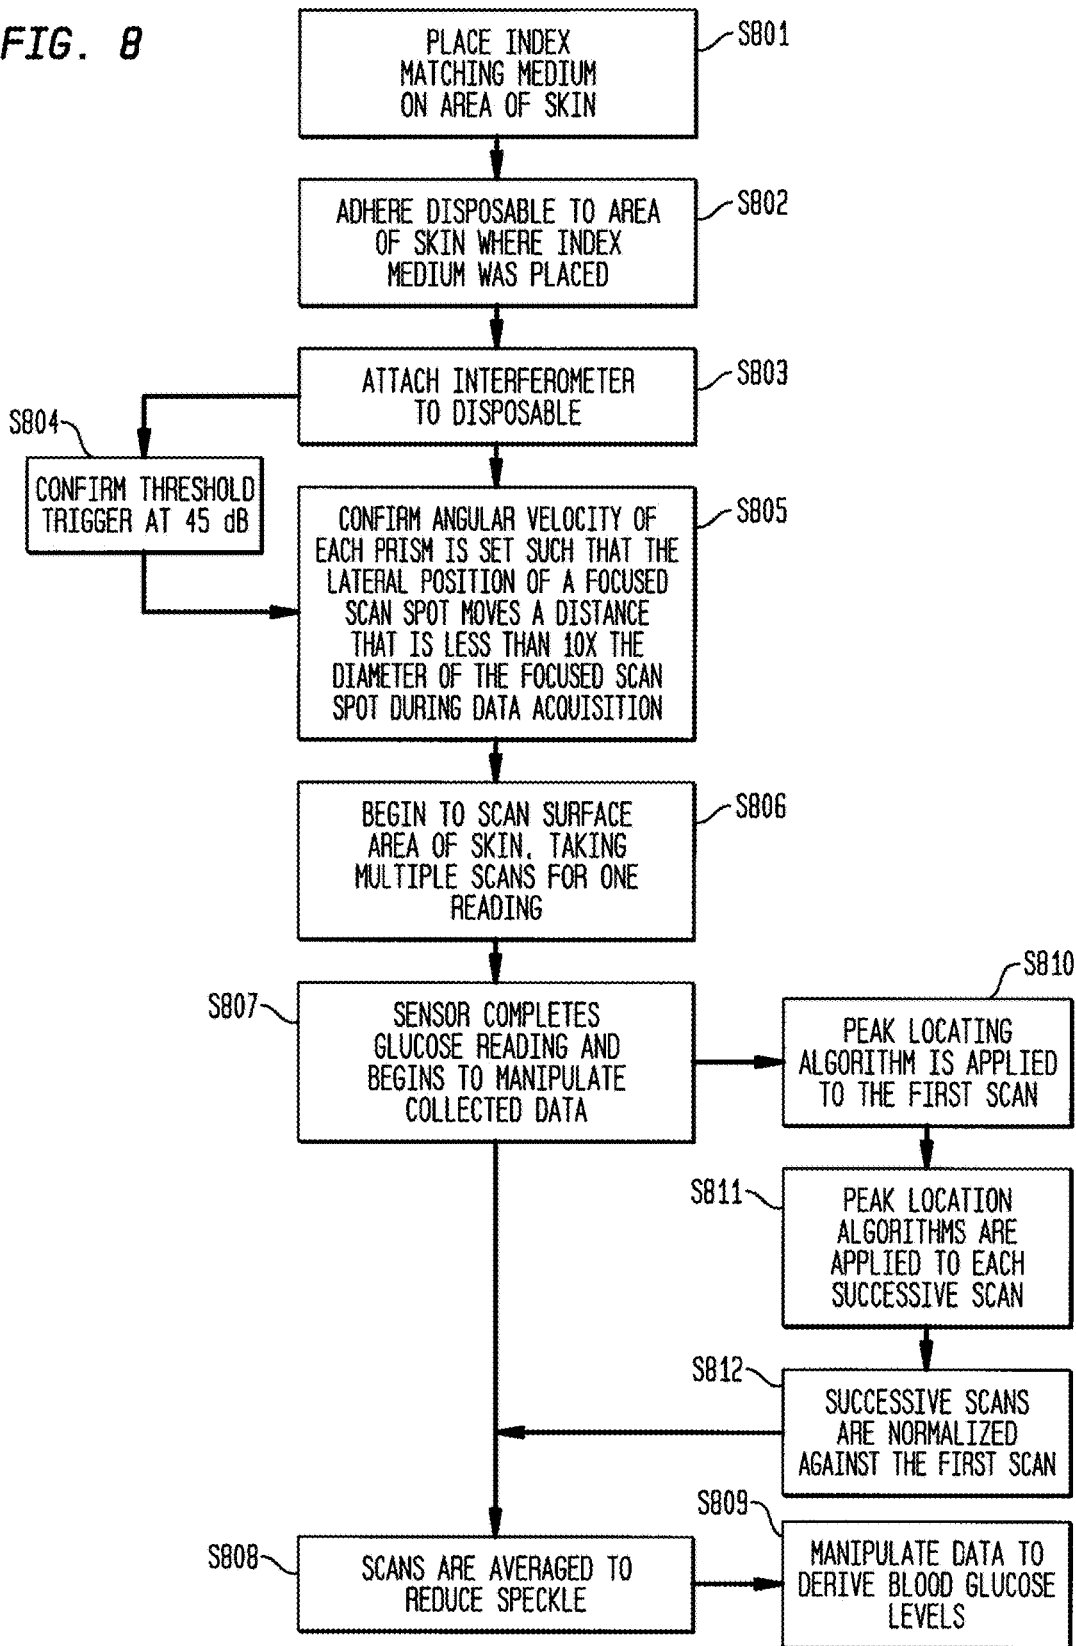 FIG. 8
PLACE INDEX
MATCHING MEDIUM
ON AREA OF SKIN
S801
ADHERE DISPOSABLE TO AREA
OF SKIN WHERE INDEX
MEDIUM WAS PLACED
S802
ATTACH INTERFEROMETER
TO DISPOSABLE
S803
S804
CONFIRM THRESHOLD
TRIGGER AT 45 dB
CONFIRM ANGULAR VELOCITY OF
EACH PRISM IS SET SUCH THAT THE
LATERAL POSITION OF A FOCUSED
SCAN SPOT MOVES A DISTANCE
THAT IS LESS THAN 10X THE
DIAMETER OF THE FOCUSED SCAN
SPOT DURING DATA ACQUISITION
S805
BEGIN TO SCAN SURFACE
AREA OF SKIN, TAKING
MULTIPLE SCANS FOR ONE
READING
S806
S807
SENSOR COMPLETES
GLUCOSE READING AND
BEGINS TO MANIPULATE
COLLECTED DATA
S810
PEAK LOCATING
ALGORITHM IS APPLIED
TO THE FIRST SCAN
S811
PEAK LOCATION
ALGORITHMS ARE
APPLIED TO EACH
SUCCESSIVE SCAN
S812
SUCCESSIVE SCANS
ARE NORMALIZED
AGAINST THE FIRST SCAN
S808
SCANS ARE AVERAGED TO
REDUCE SPECKLE
S809
MANIPULATE DATA TO
DERIVE BLOOD GLUCOSE
LEVELS